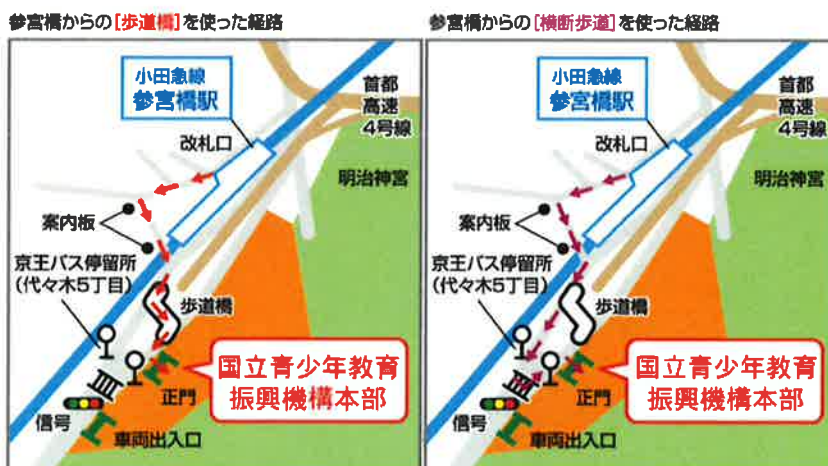 参宮橋からの[歩道橋]を使った経路
小田急線
参宮橋駅
改札口
首都
高速
4号線
明治神宮
案内板
京王バス停留所
(代々木5丁目)
歩道橋
国立青少年教育
振興機構本部
正門
信号
車両出入口
参宮橋からの[横断歩道]を使った経路
小田急線
参宮橋駅
改札口
首都
高速
4号線
明治神宮
案内板
京王バス停留所
(代々木5丁目)
歩道橋
国立青少年教育
振興機構本部
正門
信号
車両出入口